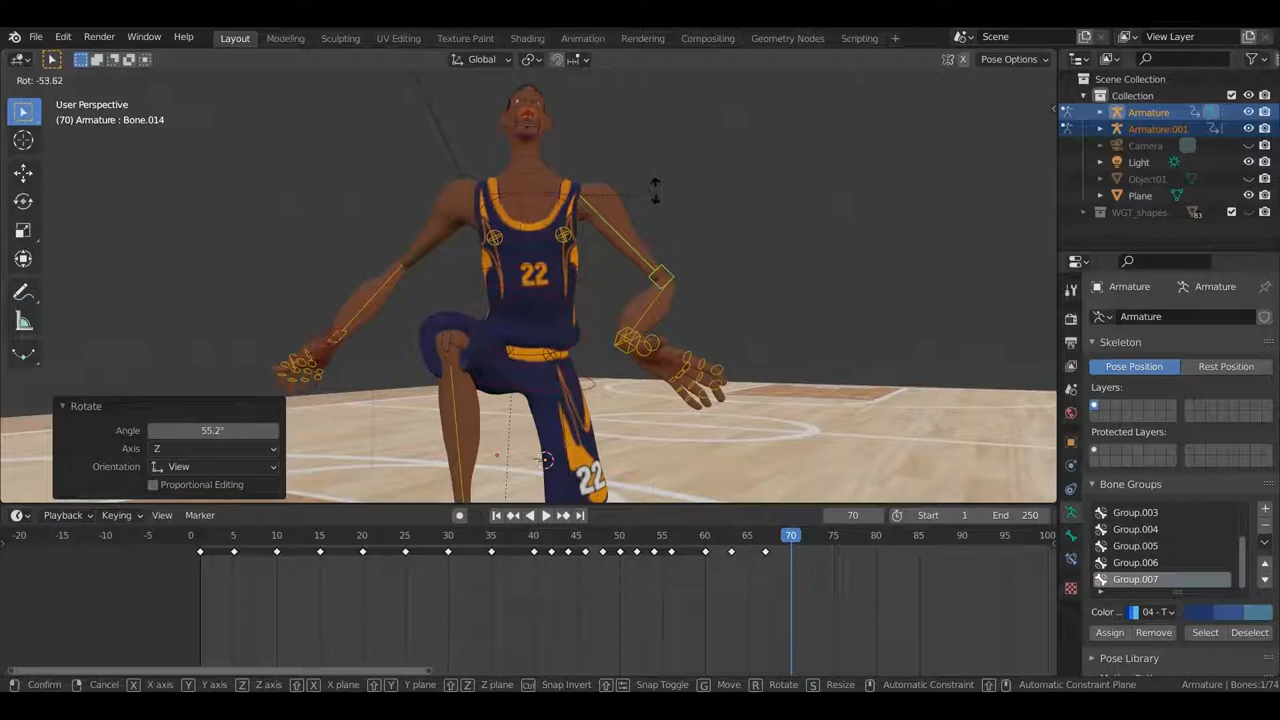 File Edit Render Window Help Layout Modeling Sculpting UV Editing Texture Paint Shading Animation Rendering Compositing Geometry Nodes Scripting + Scene View Layer
Global X Pose Options
Rot: -53.62
User Perspective
(70) Armature : Bone.014
Scene Collection
Collection
Armature
Armature.001
Camera
Light
Object01
Plane
WGT_shapes 83
22
22
Armature Armature
Armature
Skeleton
Pose Position Rest Position
Layers:
Protected Layers:
Bone Groups
Group.003
Group.004
Group.005
Group.006
Group.007
Color ... 04 - T
Assign Remove Select Deselect
Pose Library
Rotate
Angle 55.2°
Axis Z
Orientation View
Proportional Editing
Playback Keying View Marker 70 Start 1 End 250
-20 -15 -10 -5 0 5 10 15 20 25 30 35 40 45 50 55 60 65 70 75 80 85 90 95 100
Confirm Cancel X X axis Y Y axis Z Z axis X X plane Y Y plane Z Z plane Ctrl Snap Invert Snap Toggle G Move R Rotate S Resize Automatic Constraint Automatic Constraint Plane Armature | Bones:1/74